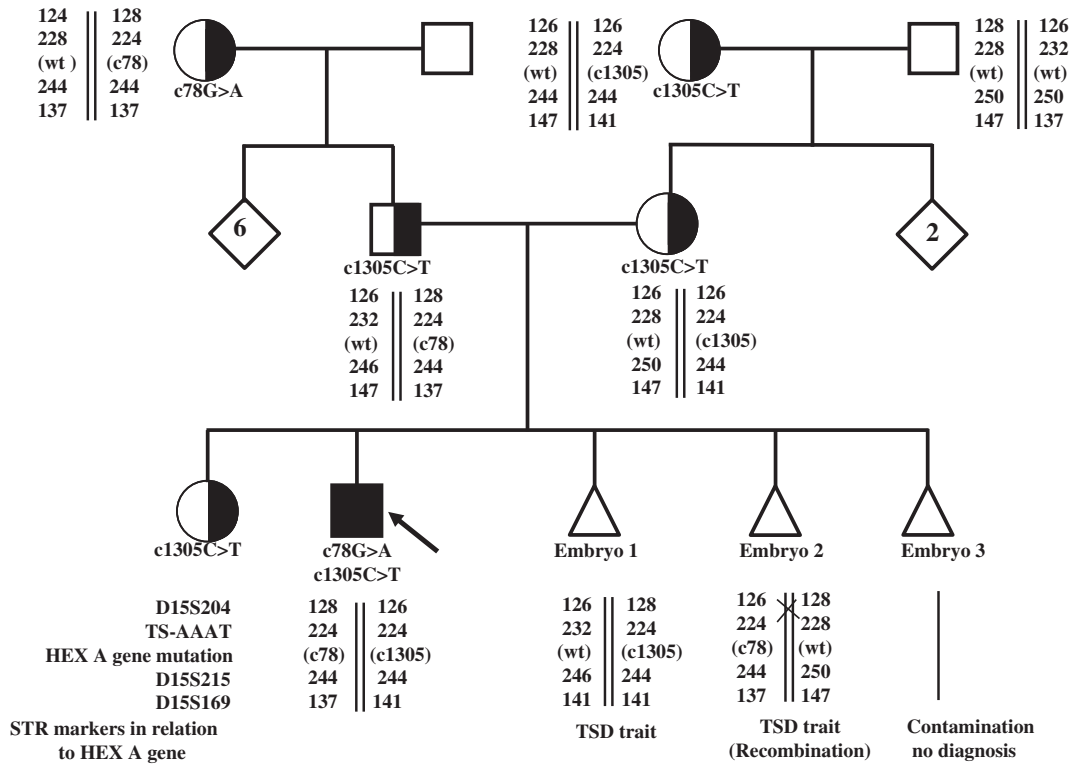 124 128
228 224
(wt ) (c78)
244 244
137 137
c78G>A
126 126
228 224
(wt) (c1305)
244 244
147 141
c1305C>T
128 126
228 232
(wt) (wt)
250 250
147 137
6
2
c1305C>T
126 128
232 224
(wt) (c78)
246 244
147 137
c1305C>T
126 126
228 224
(wt) (c1305)
250 244
147 141
c1305C>T
c78G>A
c1305C>T
Embryo 1
Embryo 2
Embryo 3
D15S204 128 126
TS-AAAT 224 224
HEX A gene mutation (c78) (c1305)
D15S215 244 244
D15S169 137 141
STR markers in relation
to HEX A gene
126 128
232 224
(wt) (c1305)
246 244
141 141
TSD trait
126 128
224 228
(c78) (wt)
244 250
137 147
TSD trait
(Recombination)
Contamination
no diagnosis